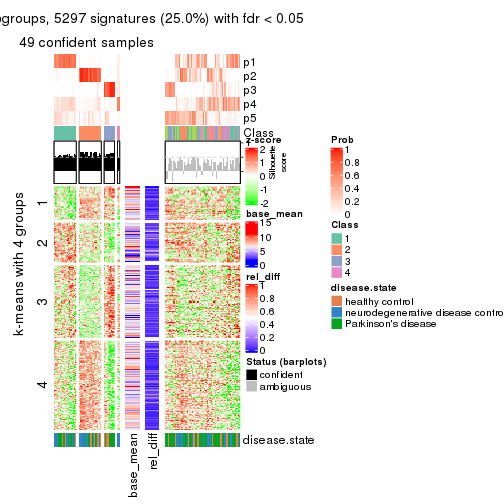 ogroups, 5297 signatures (25.0%) with fdr < 0.05
49 confident samples
p1
p2
p3
p4
p5
Class
z-score
2
1
0
-1
-2
Silhouette
score
1
2
3
4
k-means with 4 groups
base_mean
15
10
5
0
rel_diff
1
0.8
0.6
0.4
0.2
0
Status (barplots)
confident
ambiguous
Prob
1
0.8
0.6
0.4
0.2
0
Class
1
2
3
4
disease.state
healthy control
neurodegenerative disease contro
Parkinson's disease
disease.state
base_mean
rel_diff